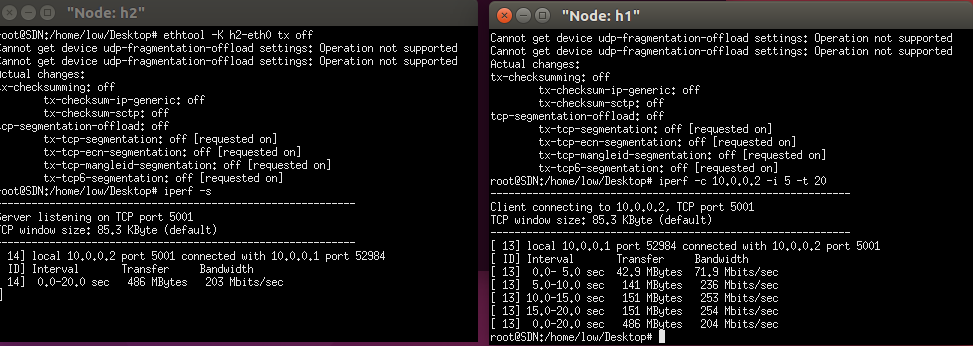 "Node: h2"
root@SDN:/home/low/Desktop# ethtool -K h2-eth0 tx off
Cannot get device udp-fragmentation-offload settings: Operation not supported
Cannot get device udp-fragmentation-offload settings: Operation not supported
Actual changes:
tx-checksumming: off
tx-checksum-ip-generic: off
tx-checksum-sctp: off
tcp-segmentation-offload: off
tx-tcp-segmentation: off [requested on]
tx-tcp-ecn-segmentation: off [requested on]
tx-tcp-mangleid-segmentation: off [requested on]
tx-tcp6-segmentation: off [requested on]
root@SDN:/home/low/Desktop# iperf -s
------------------------------------------------------------
Server listening on TCP port 5001
TCP window size: 85.3 KByte (default)
------------------------------------------------------------
[ 14] local 10.0.0.2 port 5001 connected with 10.0.0.1 port 52984
[ ID] Interval Transfer Bandwidth
[ 14] 0.0-20.0 sec 486 MBytes 203 Mbits/sec
"Node: h1"
Cannot get device udp-fragmentation-offload settings: Operation not supported
Cannot get device udp-fragmentation-offload settings: Operation not supported
Actual changes:
tx-checksumming: off
tx-checksum-ip-generic: off
tx-checksum-sctp: off
tcp-segmentation-offload: off
tx-tcp-segmentation: off [requested on]
tx-tcp-ecn-segmentation: off [requested on]
tx-tcp-mangleid-segmentation: off [requested on]
tx-tcp6-segmentation: off [requested on]
root@SDN:/home/low/Desktop# iperf -c 10.0.0.2 -i 5 -t 20
------------------------------------------------------------
Client connecting to 10.0.0.2, TCP port 5001
TCP window size: 85.3 KByte (default)
------------------------------------------------------------
[ 13] local 10.0.0.1 port 52984 connected with 10.0.0.2 port 5001
[ ID] Interval Transfer Bandwidth
[ 13] 0.0- 5.0 sec 42.9 MBytes 71.9 Mbits/sec
[ 13] 5.0-10.0 sec 141 MBytes 236 Mbits/sec
[ 13] 10.0-15.0 sec 151 MBytes 253 Mbits/sec
[ 13] 15.0-20.0 sec 151 MBytes 254 Mbits/sec
[ 13] 0.0-20.0 sec 486 MBytes 204 Mbits/sec
root@SDN:/home/low/Desktop#